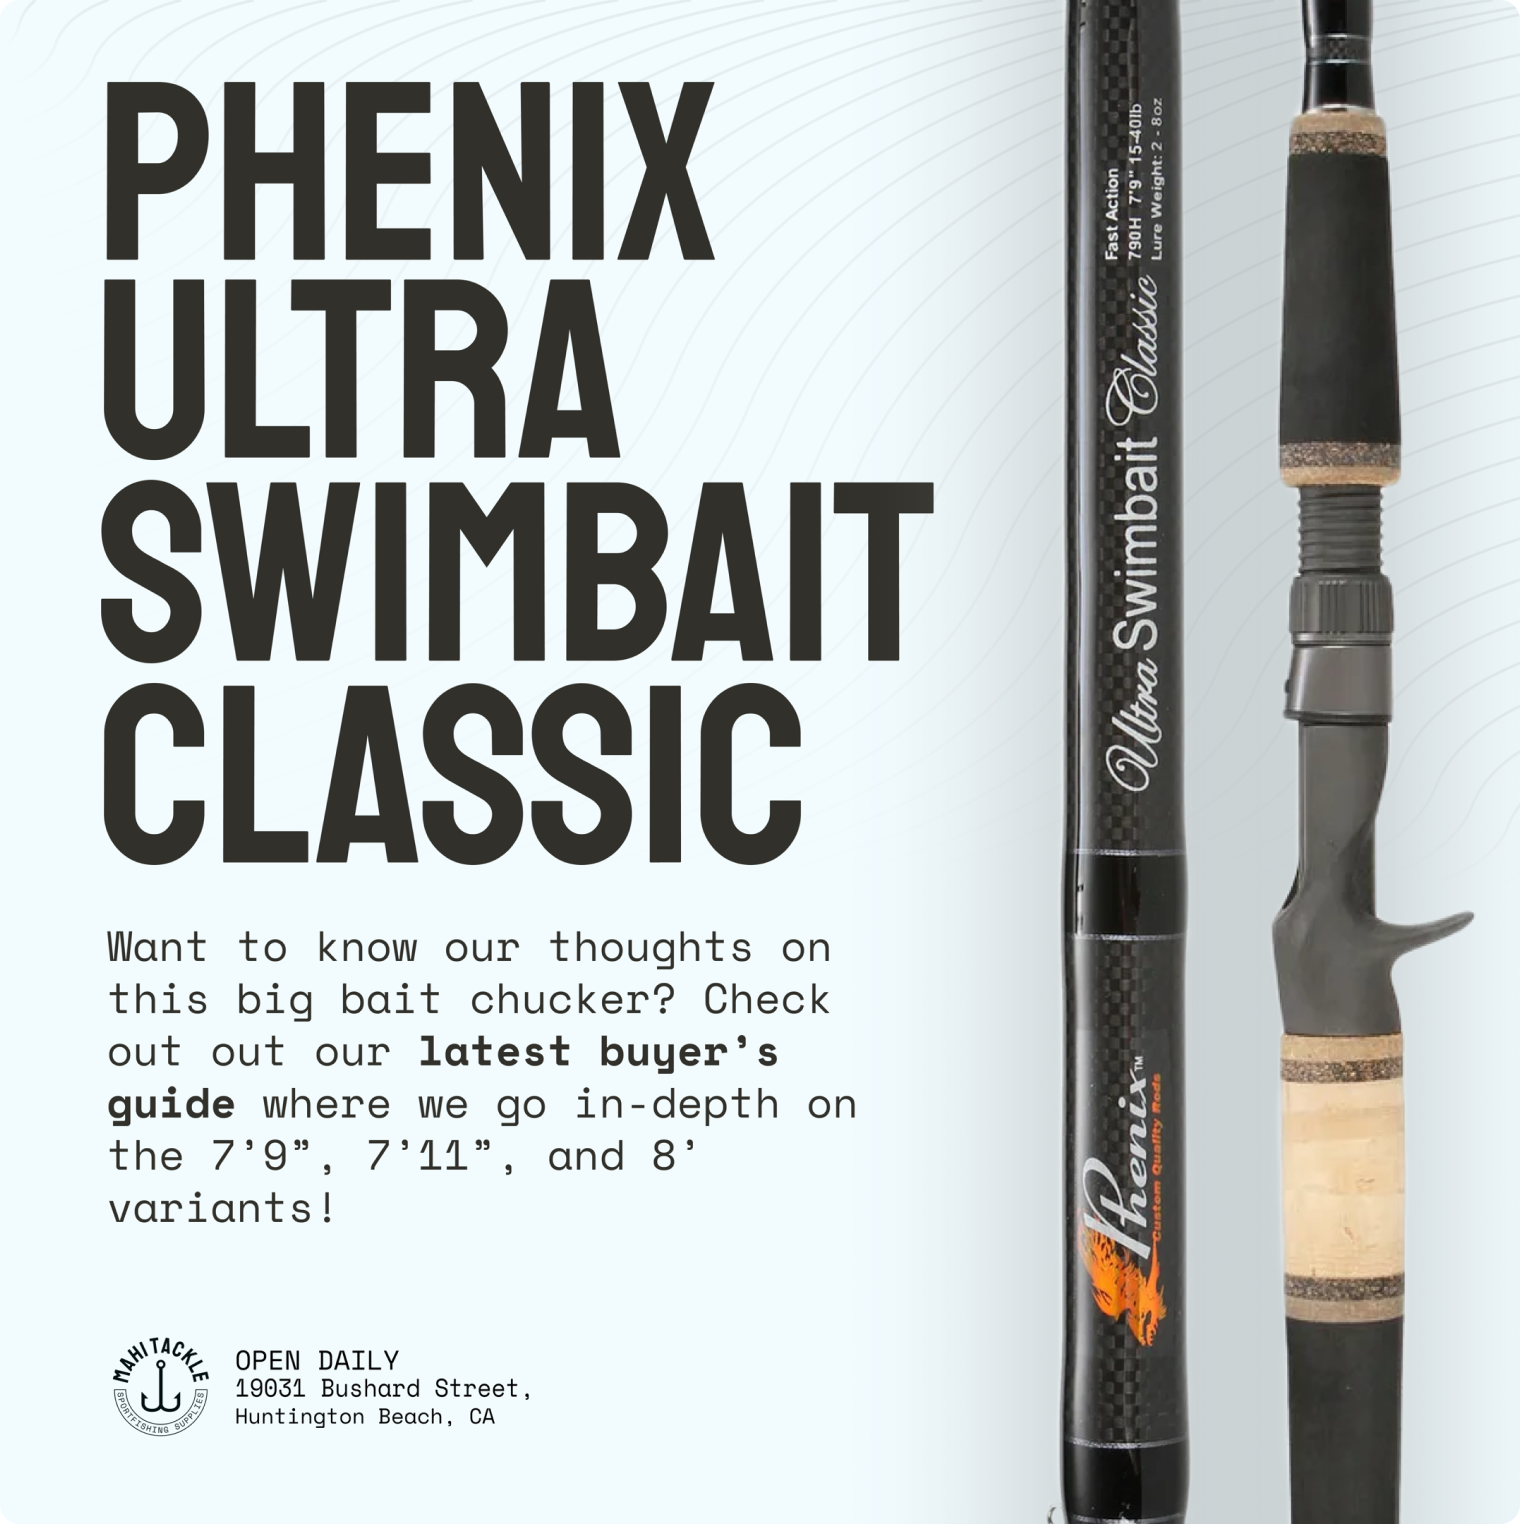 PHENIX
ULTRA
SWIMBAIT
CLASSIC
Want to know our thoughts on
this big bait chucker? Check
out out our latest buyer’s
guide where we go in-depth on
the 7’9”, 7’11”, and 8’
variants!
MAHI TACKLE
SPORTFISHING SUPPLIES
OPEN DAILY
19031 Bushard Street,
Huntington Beach, CA
Phenix™
Custom Quality Rods
Ultra Swimbait Classic
Fast Action
790H 7'9" 15-40lb
Lure Weight: 2 - 8oz